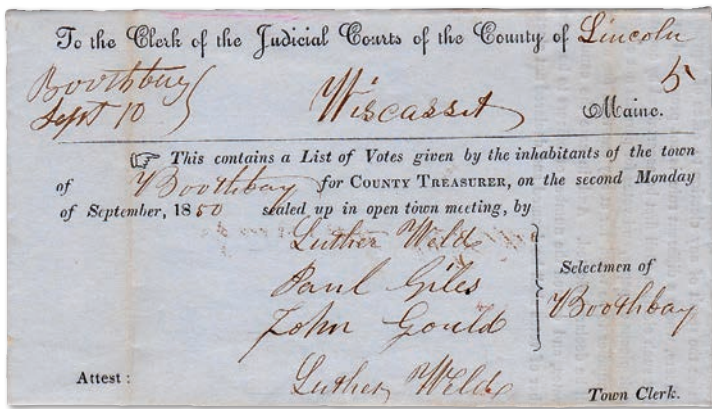 To the Clerk of the Judicial Courts of the County of Lincoln
Boothbay
Sept 10
5
Wiscasset
Maine.
☞ This contains a List of Votes given by the inhabitants of the town
of Boothbay for COUNTY TREASURER, on the second Monday
of September, 1850 sealed up in open town meeting, by
Luther Weld
Paul Giles
John Gould
Selectmen of
Boothbay
Attest:
Luther Weld
Town Clerk.